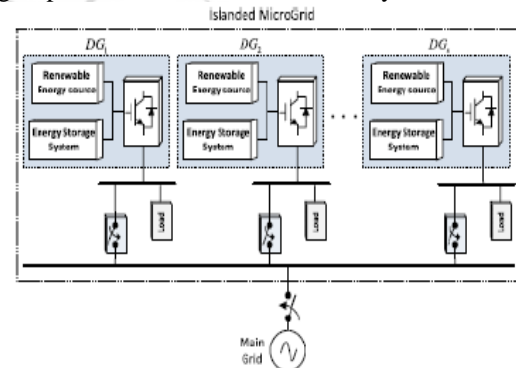 Islanded MicroGrid
DG1
DG2
DGn
Renewable
Energy source
Renewable
Energy source
Renewable
Energy source
Energy Storage
System
Energy Storage
System
Energy Storage
System
. . .
Load
Load
Load
Main
Grid